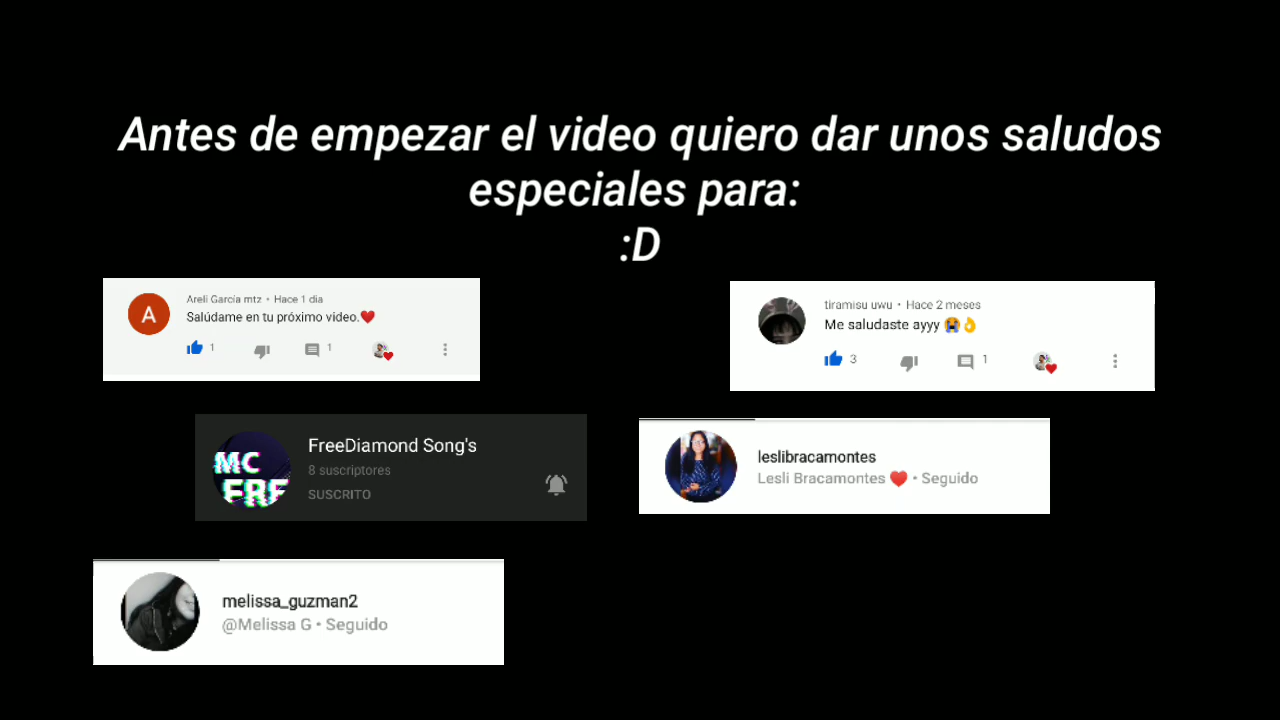 Antes de empezar el video quiero dar unos saludos
especiales para:
:D
Areli García mtz • Hace 1 día
Salúdame en tu próximo video.❤️
1 1
tiramisu uwu • Hace 2 meses
Me saludaste ayyy 😭👌
3 1
MC
FRE
FreeDiamond Song's
8 suscriptores
SUSCRITO
leslibracamontes
Lesli Bracamontes ❤️ • Seguido
melissa_guzman2
@Melissa G • Seguido
A